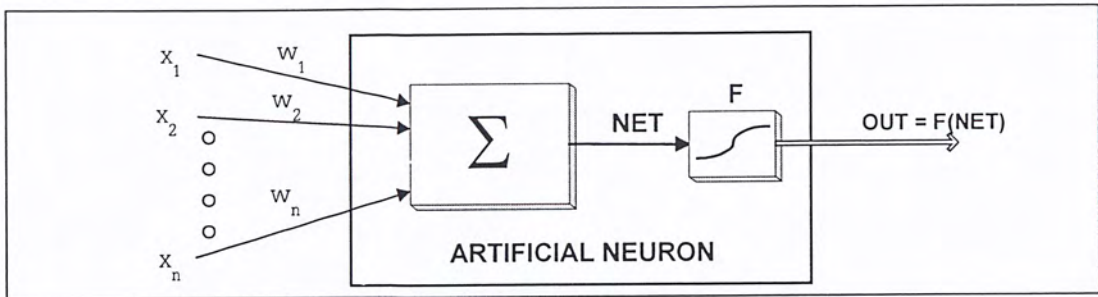 X1 W1
X2 W2
Xn Wn
Σ
NET
F
OUT = F(NET)
ARTIFICIAL NEURON